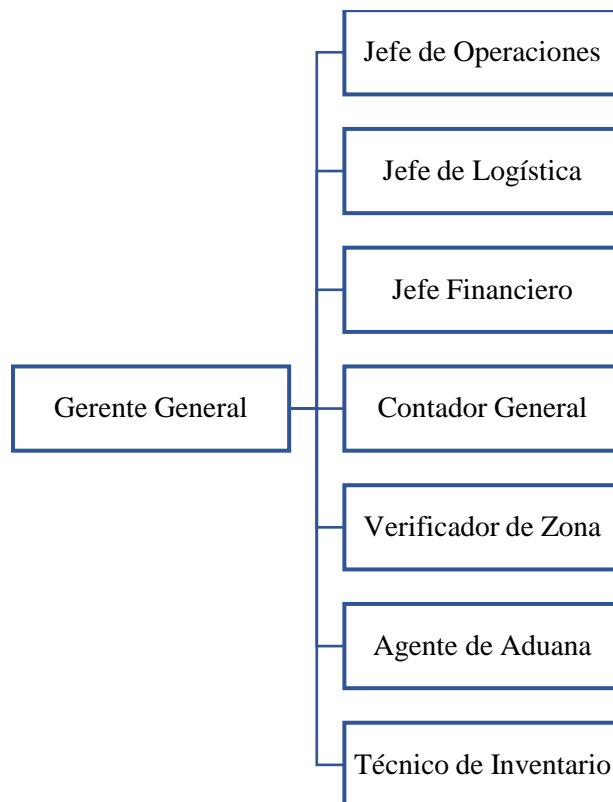 Jefe de Operaciones
Jefe de Logística
Jefe Financiero
Gerente General
Contador General
Verificador de Zona
Agente de Aduana
Técnico de Inventario